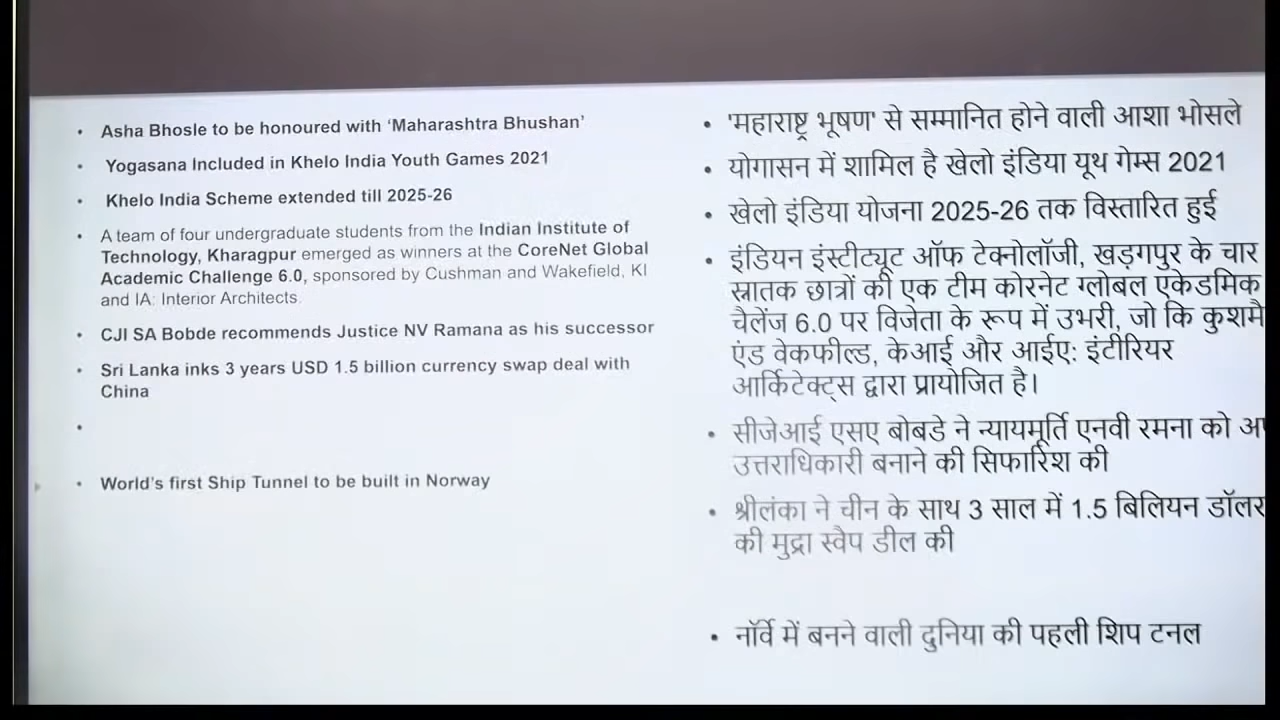 Asha Bhosle to be honoured with ‘Maharashtra Bhushan’
Yogasana Included in Khelo India Youth Games 2021
Khelo India Scheme extended till 2025-26
A team of four undergraduate students from the Indian Institute of
Technology, Kharagpur emerged as winners at the CoreNet Global
Academic Challenge 6.0, sponsored by Cushman and Wakefield, KI
and IA: Interior Architects.
CJI SA Bobde recommends Justice NV Ramana as his successor
Sri Lanka inks 3 years USD 1.5 billion currency swap deal with
China
World’s first Ship Tunnel to be built in Norway
'महाराष्ट्र भूषण' से सम्मानित होने वाली आशा भोसले
योगासन में शामिल है खेलो इंडिया यूथ गेम्स 2021
खेलो इंडिया योजना 2025-26 तक विस्तारित हुई
इंडियन इंस्टीट्यूट ऑफ टेक्नोलॉजी, खड़गपुर के चार
स्नातक छात्रों की एक टीम कोरनेट ग्लोबल एकेडमिक
चैलेंज 6.0 पर विजेता के रूप में उभरी, जो कि कुशमै
एंड वेकफील्ड, केआई और आईए: इंटीरियर
आर्किटेक्ट्स द्वारा प्रायोजित है।
सीजेआई एसए बोबडे ने न्यायमूर्ति एनवी रमना को
उत्तराधिकारी बनाने की सिफारिश की
श्रीलंका ने चीन के साथ 3 साल में 1.5 बिलियन डॉलर
की मुद्रा स्वैप डील की
नॉर्वे में बनने वाली दुनिया की पहली शिप टनल